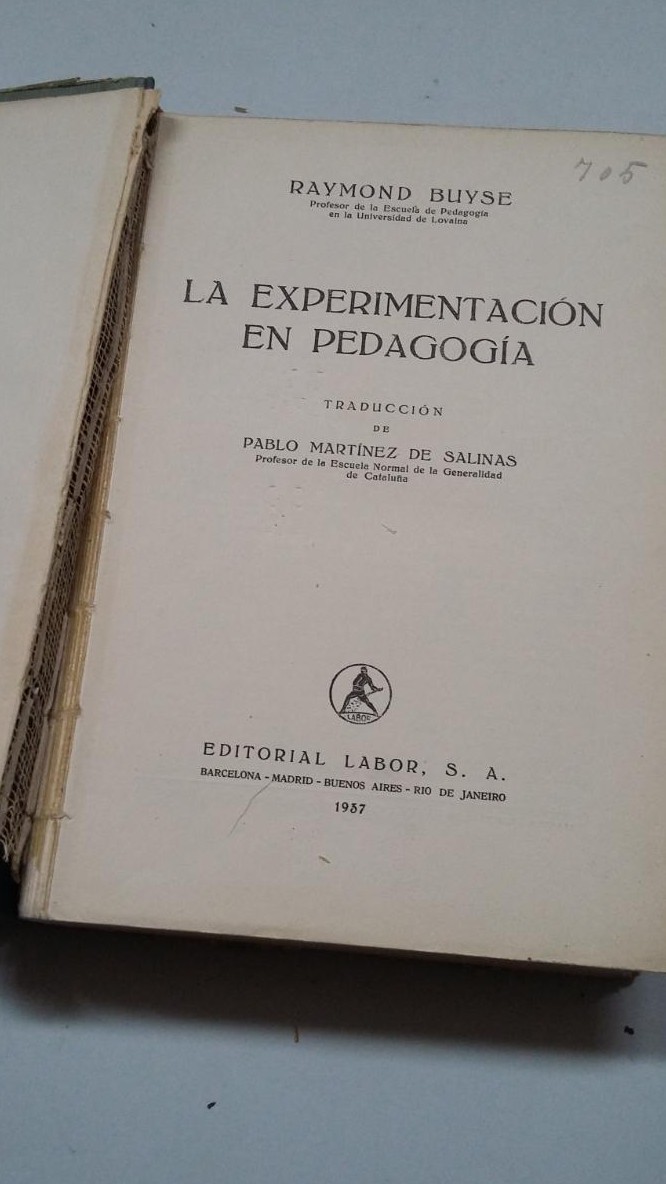 705
RAYMOND BUYSE
Profesor de la Escuela de Pedagogía
en la Universidad de Lovaina
LA EXPERIMENTACIÓN
EN PEDAGOGÍA
TRADUCCIÓN
DE
PABLO MARTÍNEZ DE SALINAS
Profesor de la Escuela Normal de la Generalidad
de Cataluña
LABOR
EDITORIAL LABOR, S. A.
BARCELONA - MADRID - BUENOS AIRES - RIO DE JANEIRO
1937